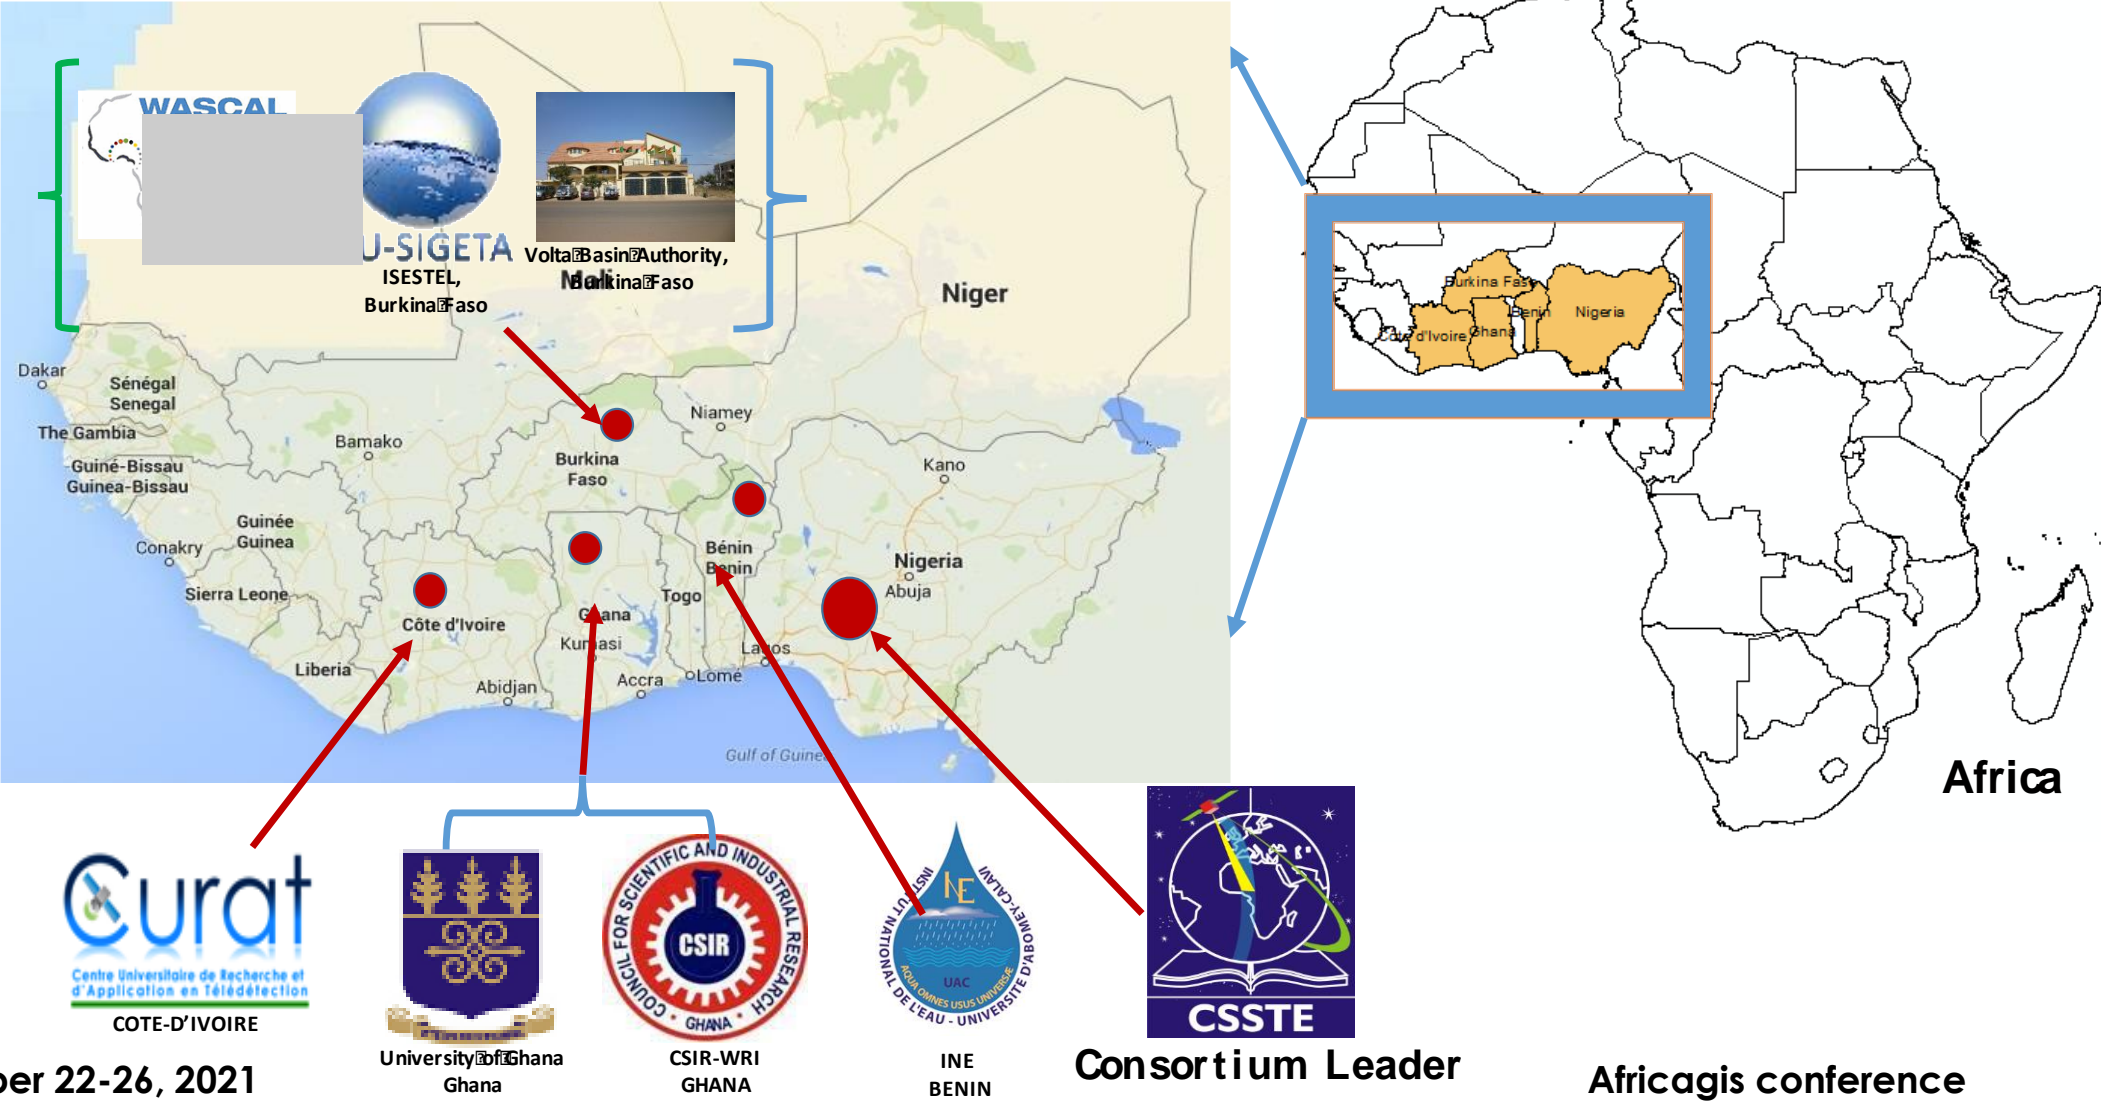 WASCAL
U-SIGETA
ISESTEL,
Burkina Faso
Volta Basin Authority,
Burkina Faso
Mali
Niger
Dakar
Sénégal
Senegal
The Gambia
Guiné-Bissau
Guinea-Bissau
Bamako
Niamey
Burkina
Faso
Kano
Guinée
Guinea
Conakry
Sierra Leone
Bénin
Benin
Nigeria
Abuja
Togo
Côte d'Ivoire
Ghana
Kumasi
Lagos
Liberia
Abidjan
Accra
Lomé
Gulf of Guinea
Burkina Faso
Benin
Nigeria
Côte d'Ivoire
Ghana
Africa
Curat
Centre Universitaire de Recherche et
d'Application en Télédétection
COTE-D'IVOIRE
University of Ghana
Ghana
COUNCIL FOR SCIENTIFIC AND INDUSTRIAL RESEARCH
CSIR
GHANA
CSIR-WRI
GHANA
INSTITUT NATIONAL DE L'EAU - UNIVERSITE D'ABOMEY-CALAVI
INE
UAC
AQUA OMNES USUS UNIVERSÆ
INE
BENIN
CSSTE
Consortium Leader
ber 22-26, 2021
Africagis conference